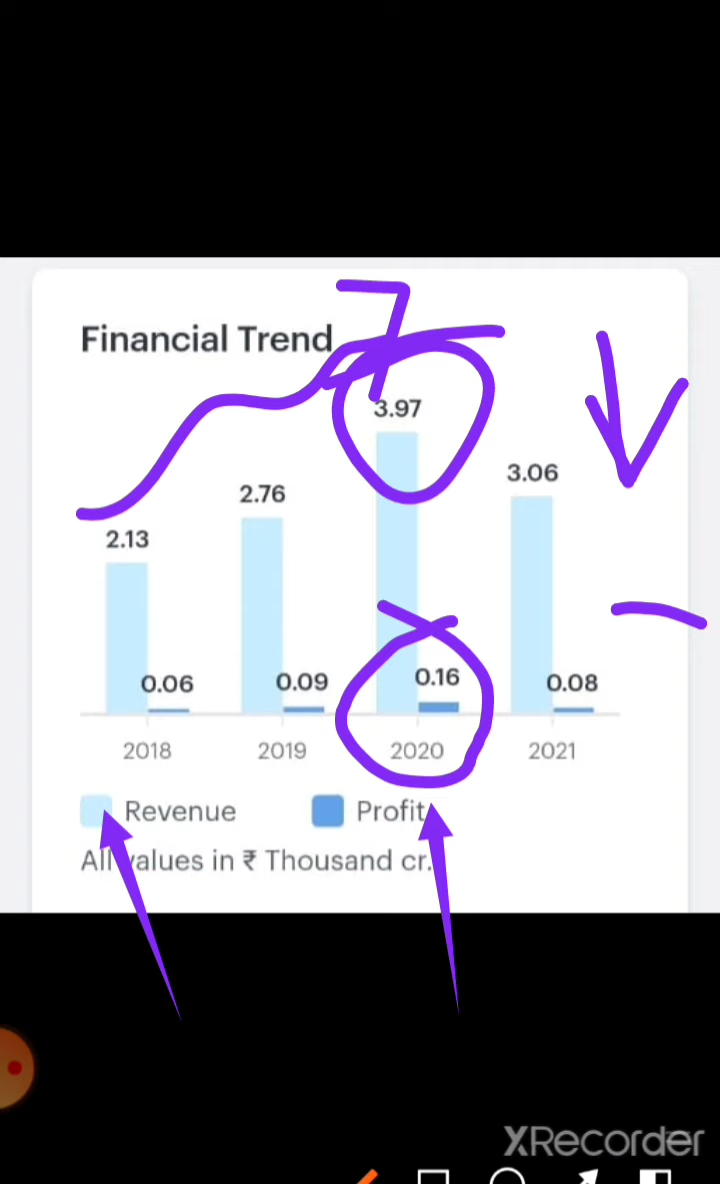 Financial Trend
3.97
3.06
2.76
2.13
0.06
0.09
0.16
0.08
2018 2019 2020 2021
Revenue Profit
All values in ₹ Thousand cr.
XRecorder